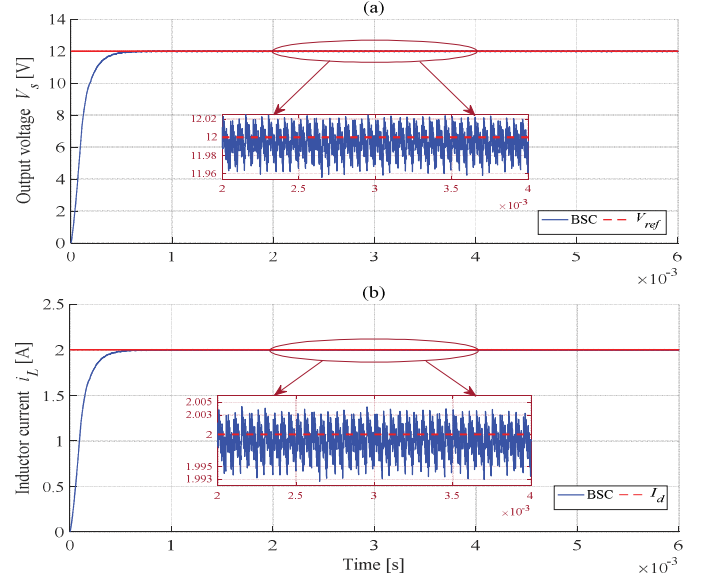 (a)
Output voltage V_s [V]
14
12
10
8
6
4
2
0
12.02
12
11.98
11.96
2 2.5 3 3.5 4
×10⁻³
BSC V_ref
0 1 2 3 4 5 6
×10⁻³
(b)
Inductor current i_L [A]
2.5
2
1.5
1
0.5
0
2.005
2.003
2
1.995
1.993
2 2.5 3 3.5 4
×10⁻³
BSC I_d
0 1 2 3 4 5 6
Time [s]
×10⁻³